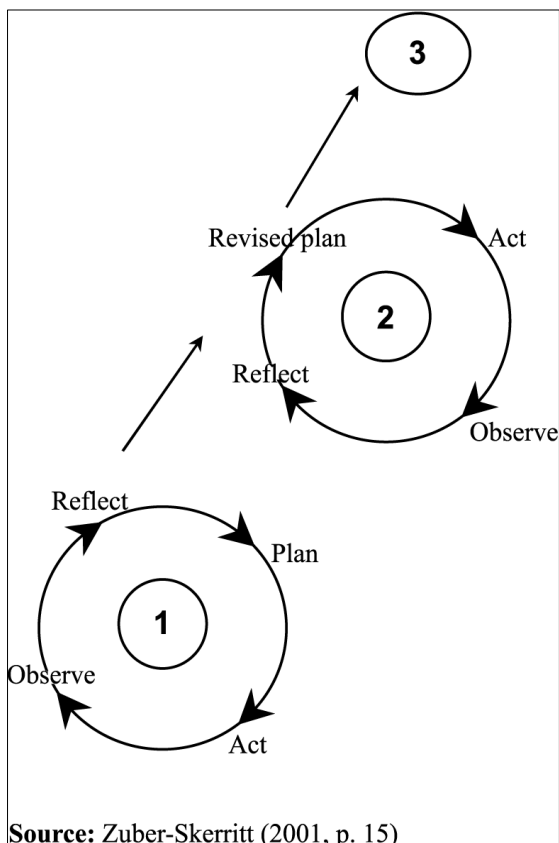 3
Revised plan
Act
2
Reflect
Observe
Reflect
Plan
1
Observe
Act
Source: Zuber-Skerritt (2001, p. 15)